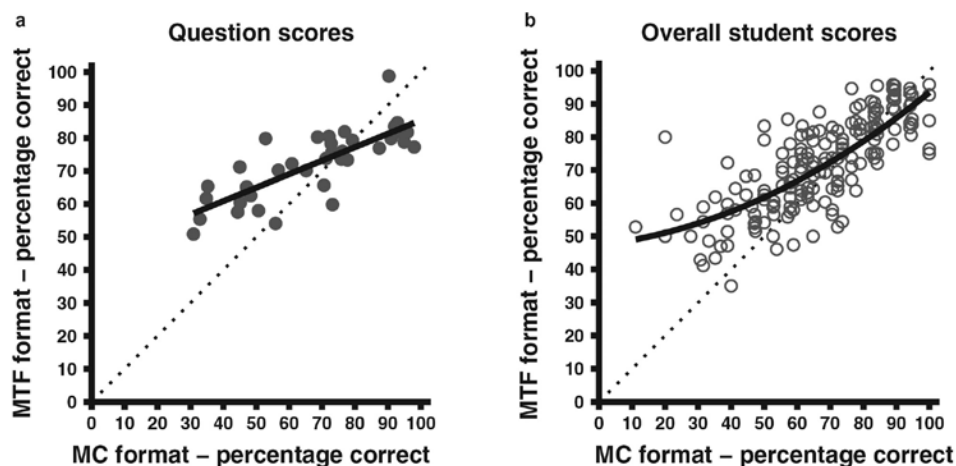 a
Question scores
MTF format – percentage correct
100
90
80
70
60
50
40
30
20
10
0
0 10 20 30 40 50 60 70 80 90 100
MC format – percentage correct
b
Overall student scores
MTF format – percentage correct
100
90
80
70
60
50
40
30
20
10
0
0 10 20 30 40 50 60 70 80 90 100
MC format – percentage correct